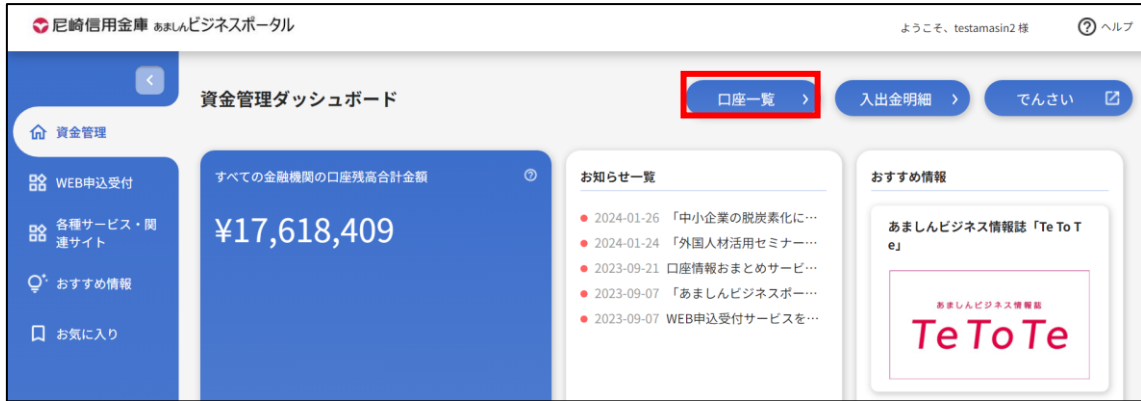 尼崎信用金庫 あましんビジネスポータル
ようこそ、testamasin2 様
ヘルプ
資金管理ダッシュボード
口座一覧
入出金明細
でんさい
資金管理
WEB申込受付
各種サービス・関
連サイト
おすすめ情報
お気に入り
すべての金融機関の口座残高合計金額
¥17,618,409
お知らせ一覧
2024-01-26 「中小企業の脱炭素化に…
2024-01-24 「外国人材活用セミナー…
2023-09-21 口座情報おまとめサービ…
2023-09-07 「あましんビジネスポー…
2023-09-07 WEB申込受付サービスを…
おすすめ情報
あましんビジネス情報誌「Te To T
e」
あましんビジネス情報誌
TeToTe